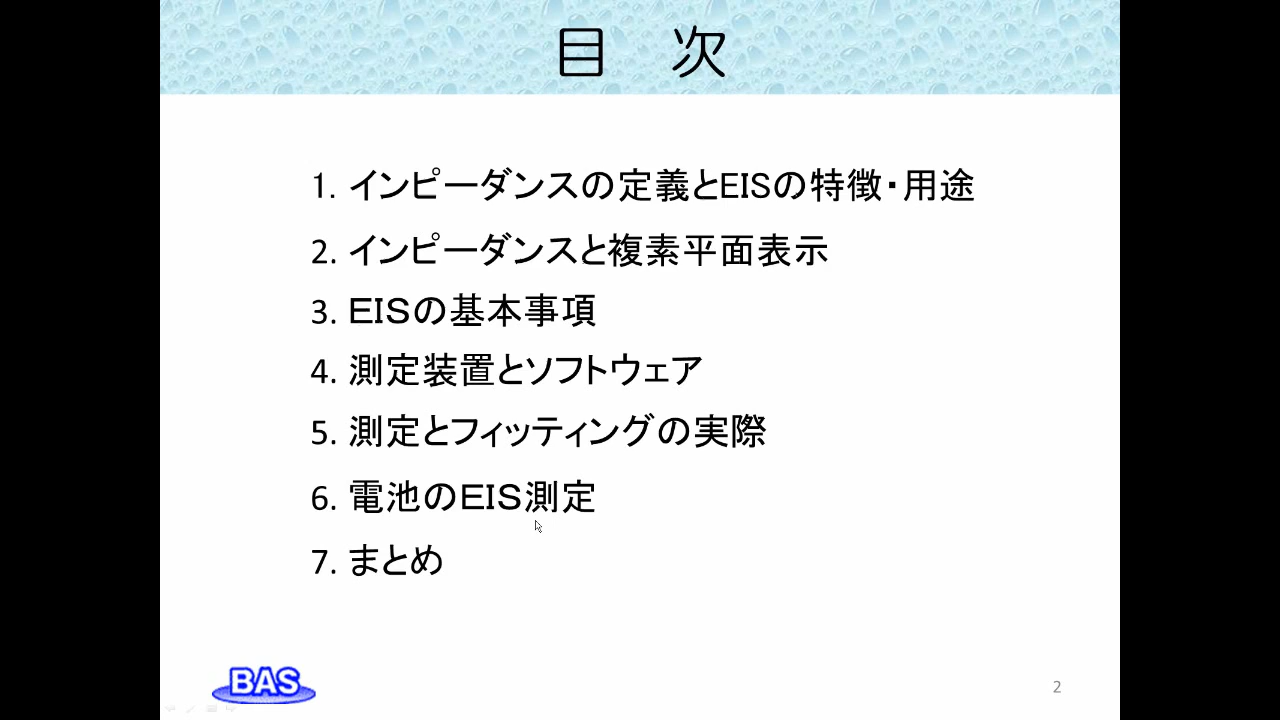 目　次
1. インピーダンスの定義とEISの特徴・用途
2. インピーダンスと複素平面表示
3. ＥＩＳの基本事項
4. 測定装置とソフトウェア
5. 測定とフィッティングの実際
6. 電池のＥＩＳ測定
7. まとめ
BAS
2